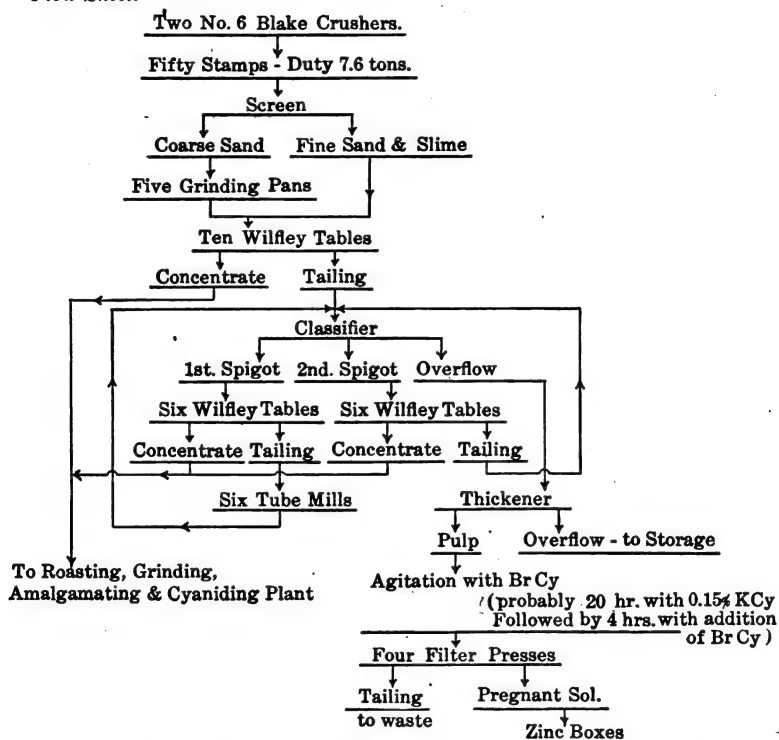 Two No. 6 Blake Crushers.
Fifty Stamps - Duty 7.6 tons.
Screen
Coarse Sand Fine Sand & Slime
Five Grinding Pans
Ten Wilfley Tables
Concentrate Tailing
Classifier
1st. Spigot 2nd. Spigot Overflow
Six Wilfley Tables Six Wilfley Tables
Concentrate Tailing Concentrate Tailing
Six Tube Mills Thickener
Pulp Overflow - to Storage
To Roasting, Grinding,
Amalgamating & Cyaniding Plant
Agitation with BrCy
(probably 20 hr. with 0.15% KCy
Followed by 4 hrs. with addition
of BrCy)
Four Filter Presses
Tailing Pregnant Sol.
to waste
Zinc Boxes